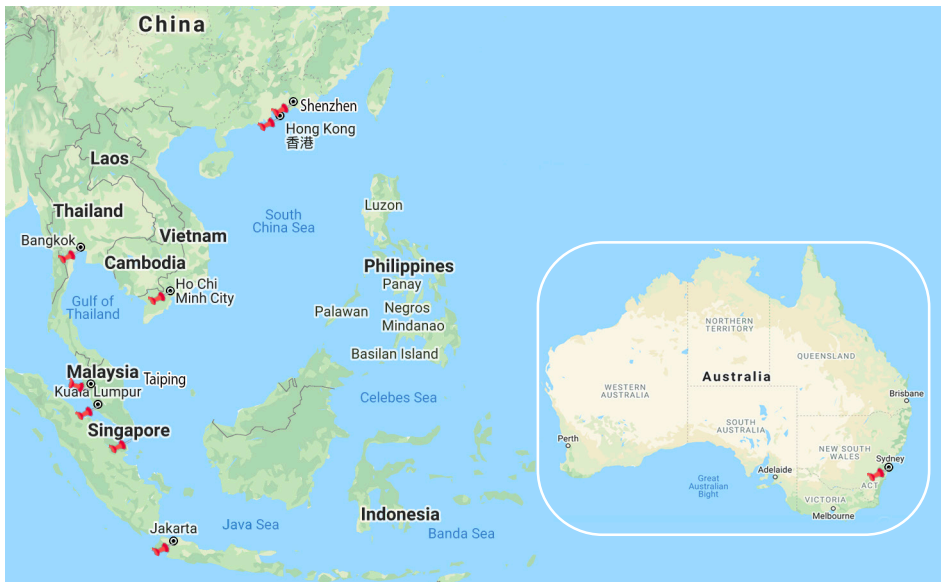 China
Shenzhen
Hong Kong
香港
Laos
Luzon
Thailand
South
China Sea
Vietnam
Bangkok
Cambodia
Philippines
Ho Chi
Minh City
Panay
Gulf of
Thailand
Palawan
Negros
Mindanao
Basilan Island
Malaysia
Taiping
Kuala Lumpur
Celebes Sea
Singapore
Indonesia
Jakarta
Java Sea
Banda Sea
NORTHERN
TERRITORY
QUEENSLAND
Australia
WESTERN
AUSTRALIA
Brisbane
SOUTH
AUSTRALIA
Perth
NEW SOUTH
WALES
Sydney
Adelaide
Great
Australian
Bight
ACT
VICTORIA
Melbourne